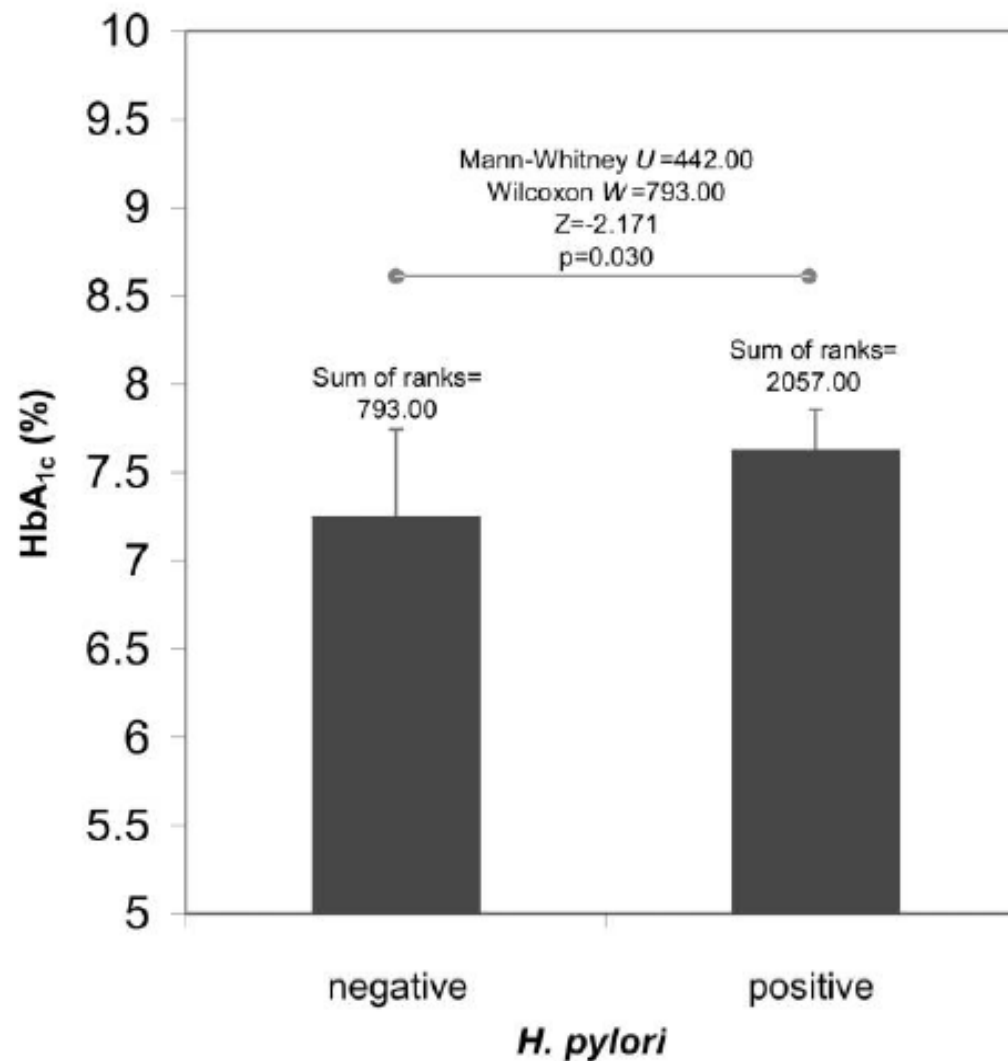 10
9.5
9
8.5
8
7.5
7
6.5
6
5.5
5
HbA1c (%)
Mann-Whitney U =442.00
Wilcoxon W =793.00
Z=-2.171
p=0.030
Sum of ranks=
793.00
Sum of ranks=
2057.00
negative
positive
H. pylori